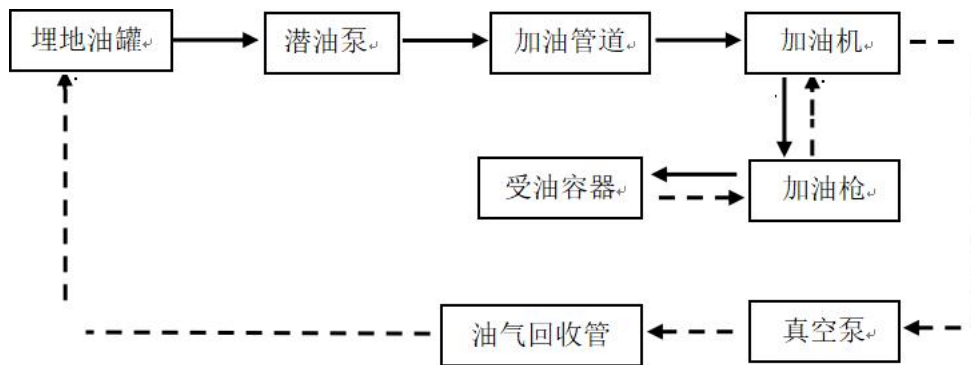 埋地油罐
潜油泵
加油管道
加油机
受油容器
加油枪
油气回收管
真空泵